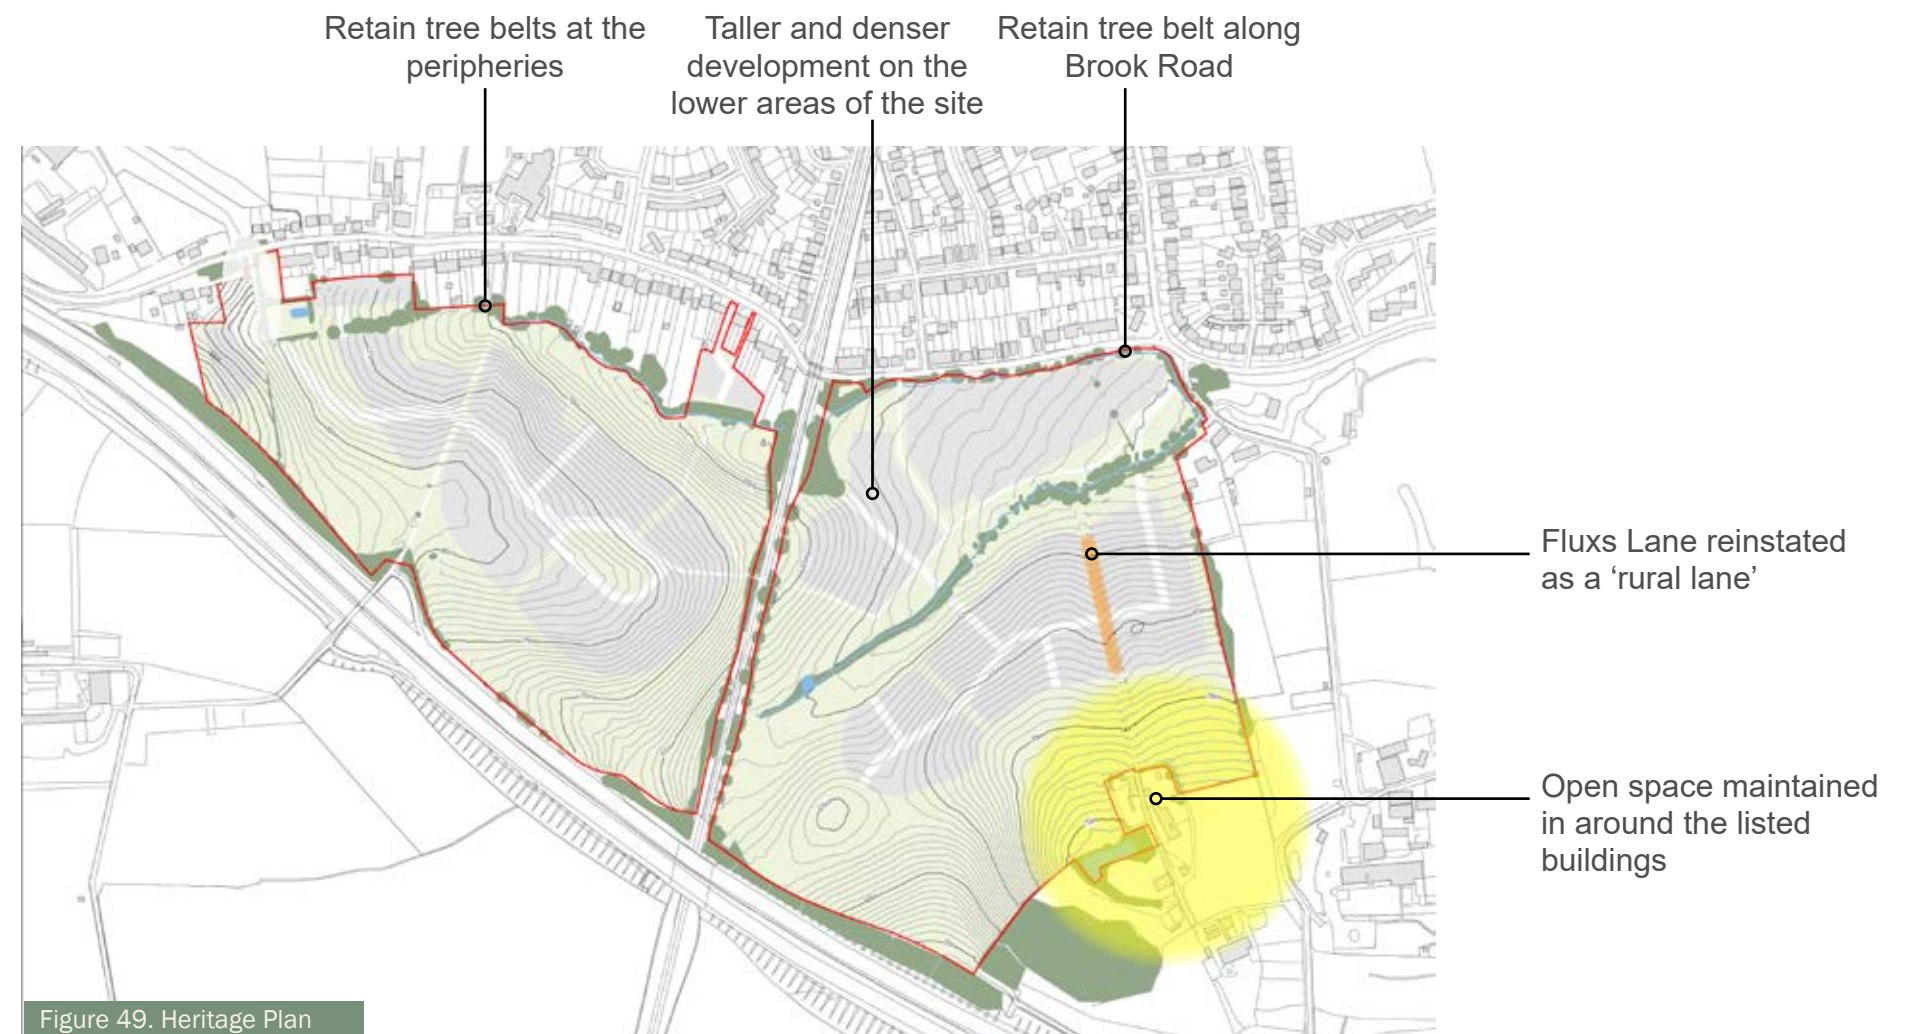 Retain tree belts at the
peripheries
Taller and denser
development on the
lower areas of the site
Retain tree belt along
Brook Road
Fluxs Lane reinstated
as a ‘rural lane’
Open space maintained
in around the listed
buildings
Figure 49. Heritage Plan